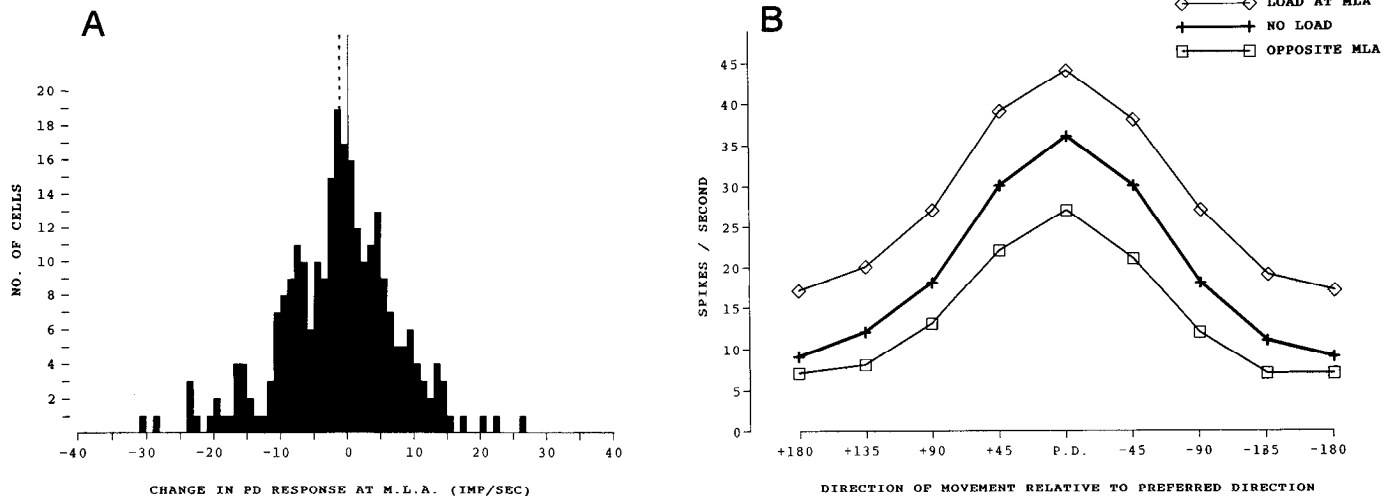 A
20
18
16
14
12
10
8
6
4
2
NO. OF CELLS
-40 -30 -20 -10 0 10 20 30 40
CHANGE IN PD RESPONSE AT M.L.A. (IMP/SEC)
B
LOAD AT MLA
NO LOAD
OPPOSITE MLA
45
40
35
30
25
20
15
10
5
0
SPIKES / SECOND
+180 +135 +90 +45 P.D. -45 -90 -135 -180
DIRECTION OF MOVEMENT RELATIVE TO PREFERRED DIRECTION